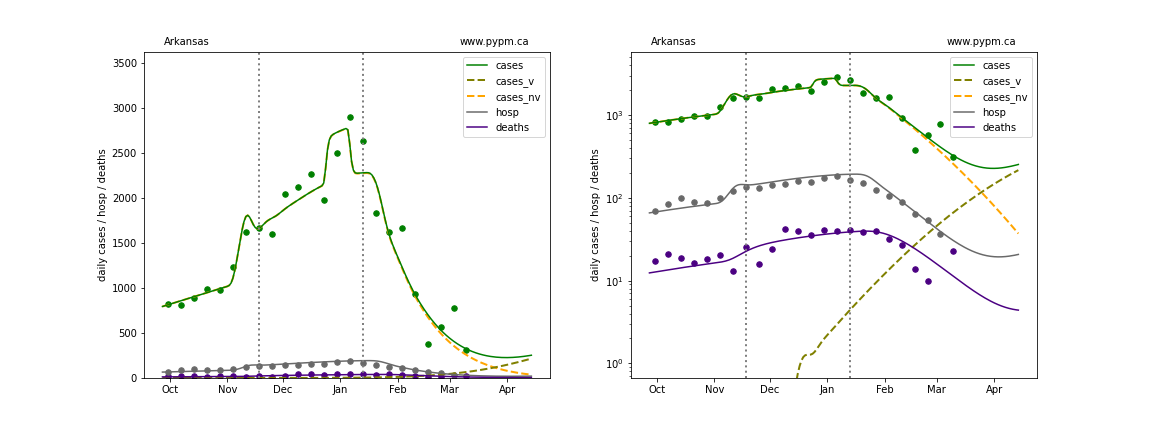 Arkansas www.pypm.ca
daily cases / hosp / deaths
3500
3000
2500
2000
1500
1000
500
0
Oct Nov Dec Jan Feb Mar Apr
cases
cases_v
cases_nv
hosp
deaths
Arkansas www.pypm.ca
daily cases / hosp / deaths
10³
10²
10¹
10⁰
Oct Nov Dec Jan Feb Mar Apr
cases
cases_v
cases_nv
hosp
deaths